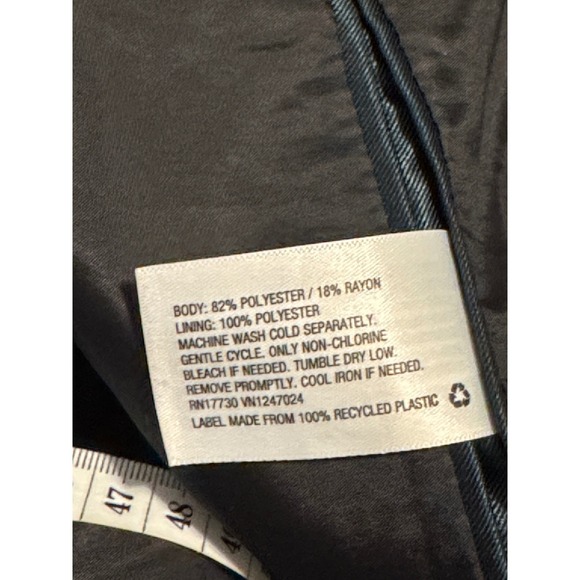 BODY: 82% POLYESTER / 18% RAYON
LINING: 100% POLYESTER
MACHINE WASH COLD SEPARATELY.
GENTLE CYCLE. ONLY NON-CHLORINE
BLEACH IF NEEDED. TUMBLE DRY LOW.
REMOVE PROMPTLY. COOL IRON IF NEEDED.
RN17730 VN1247024
LABEL MADE FROM 100% RECYCLED PLASTIC
47
48